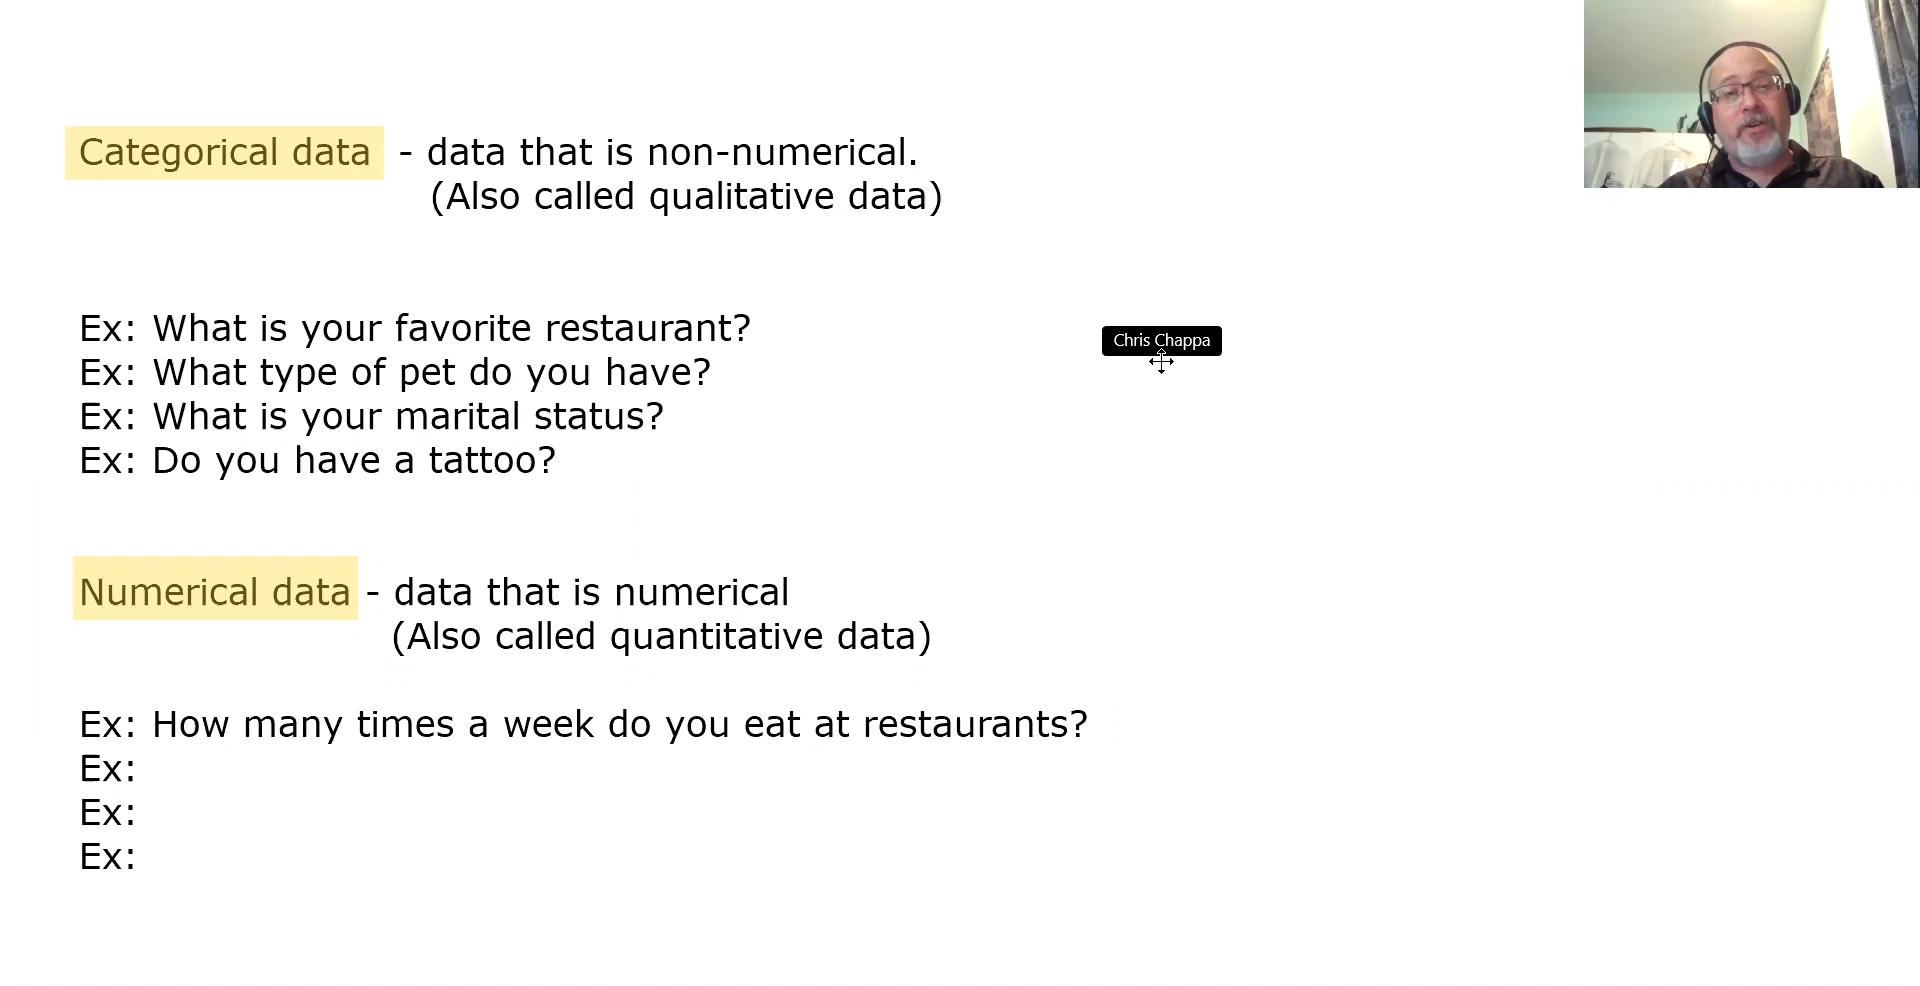 Categorical data - data that is non-numerical.
(Also called qualitative data)
Ex: What is your favorite restaurant?
Chris Chappa
Ex: What type of pet do you have?
Ex: What is your marital status?
Ex: Do you have a tattoo?
Numerical data - data that is numerical
(Also called quantitative data)
Ex: How many times a week do you eat at restaurants?
Ex:
Ex:
Ex: